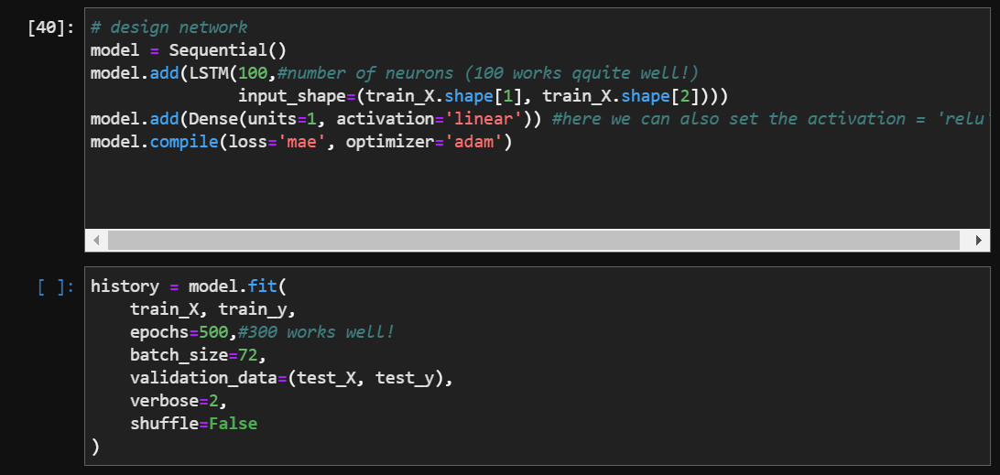 [40]:
# design network
model = Sequential()
model.add(LSTM(100,#number of neurons (100 works qquite well!)
               input_shape=(train_X.shape[1], train_X.shape[2])))
model.add(Dense(units=1, activation='linear')) #here we can also set the activation = 'relu'
model.compile(loss='mae', optimizer='adam')
[ ]:
history = model.fit(
    train_X, train_y,
    epochs=500,#300 works well!
    batch_size=72,
    validation_data=(test_X, test_y),
    verbose=2,
    shuffle=False
)